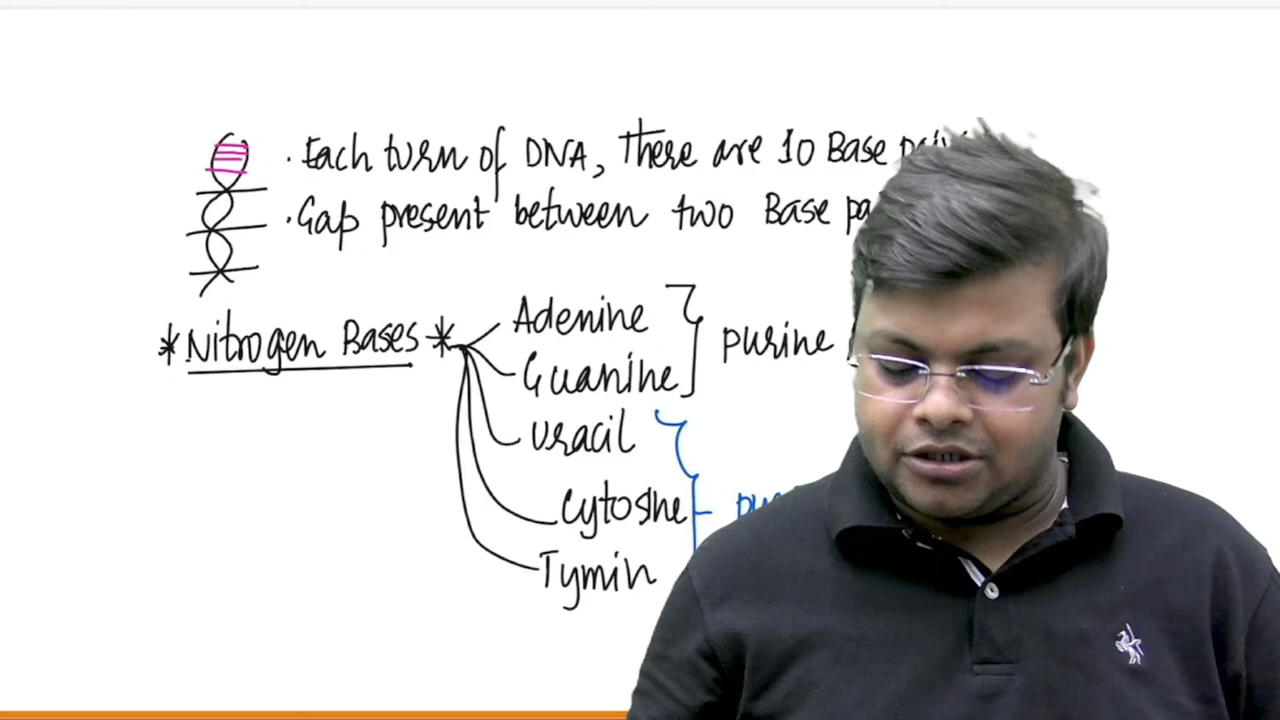 . Each turn of DNA, There are 10 Base
. Gap present between two Base
* Nitrogen Bases *
Adenine
Guanine
purine
Uracil
Cytosine
Tymin